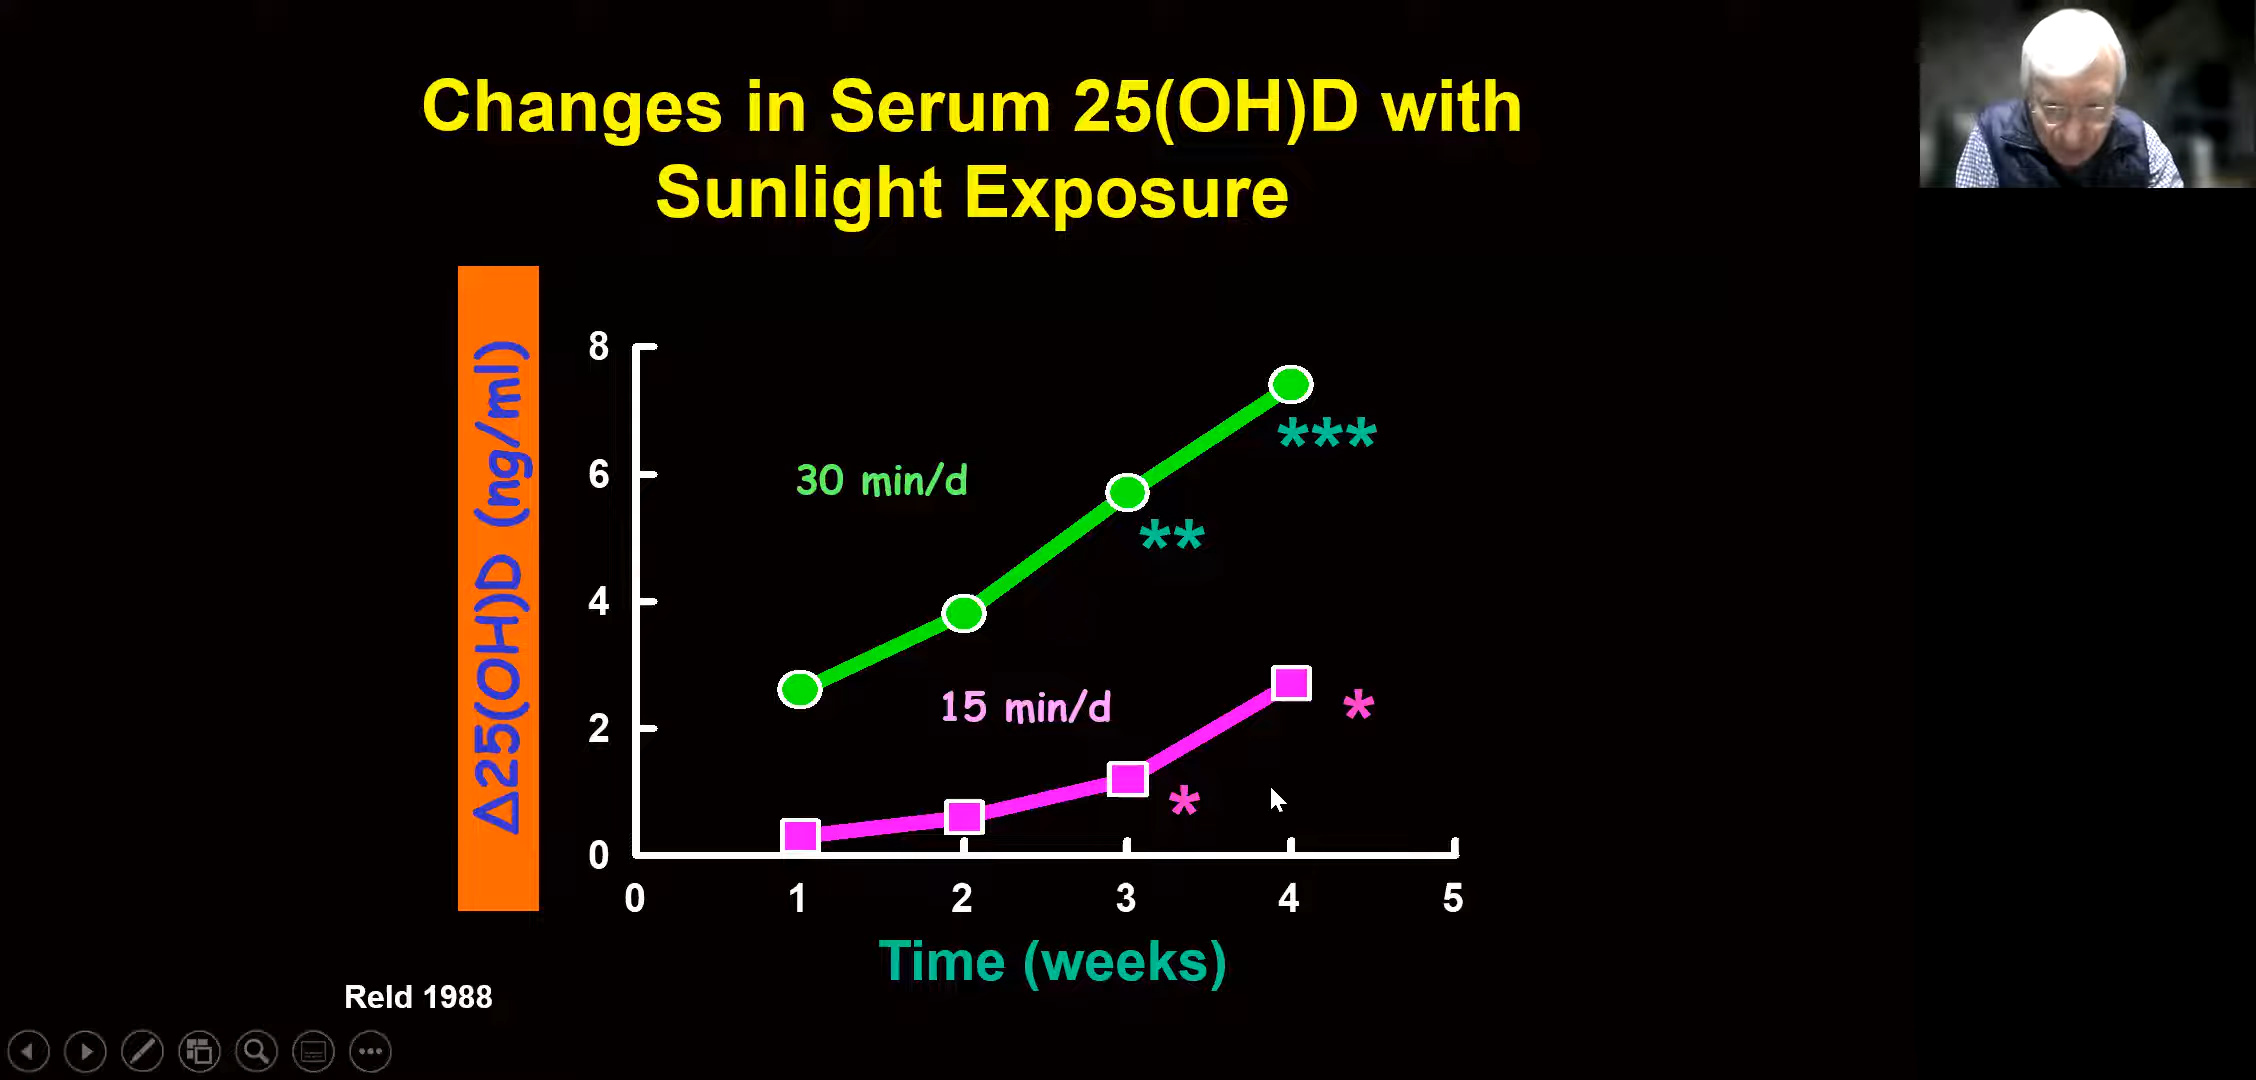 Changes in Serum 25(OH)D with
Sunlight Exposure
Δ25(OH)D (ng/ml)
8
6
4
2
0
30 min/d
***
**
15 min/d
*
*
0 1 2 3 4 5
Time (weeks)
Reld 1988